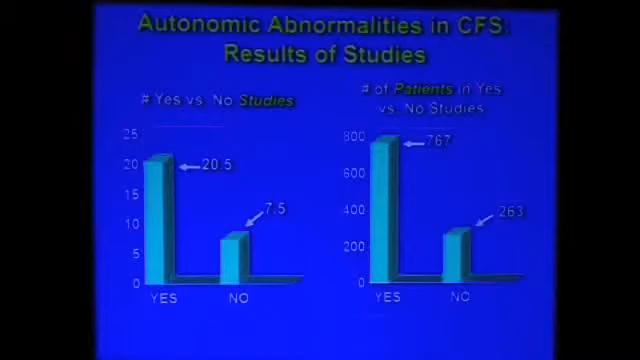 Autonomic Abnormalities in CFS:
Results of Studies
# Yes vs. No Studies
# of Patients in Yes
vs. No Studies
25
20
15
10
5
0
20.5
7.5
YES
NO
800
600
400
200
0
767
263
YES
NO